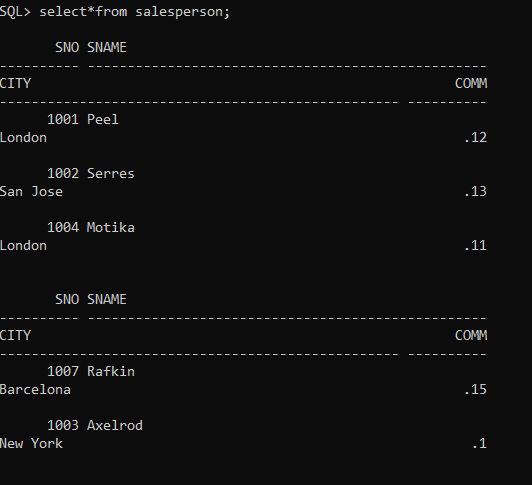 SQL> select*from salesperson;
       SNO SNAME
---------- --------------------------------------------------
CITY                                                     COMM
-------------------------------------------------- ----------
      1001 Peel
London                                                    .12
      1002 Serres
San Jose                                                  .13
      1004 Motika
London                                                    .11
       SNO SNAME
---------- --------------------------------------------------
CITY                                                     COMM
-------------------------------------------------- ----------
      1007 Rafkin
Barcelona                                                 .15
      1003 Axelrod
New York                                                   .1